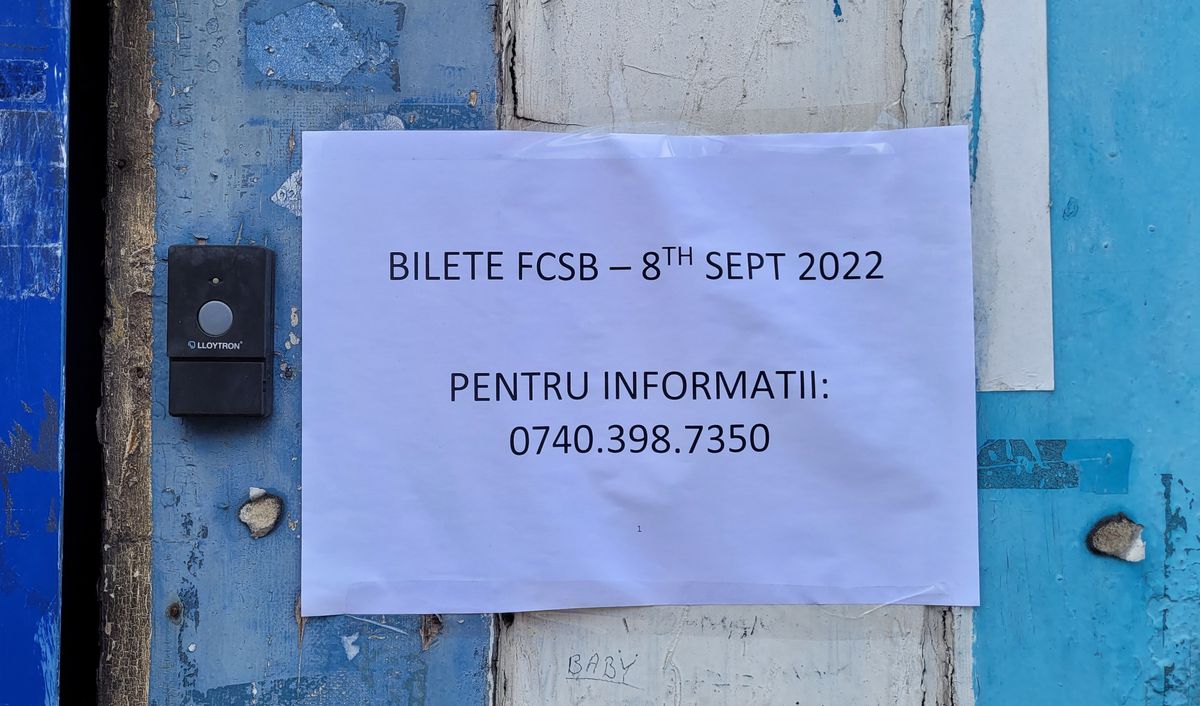 BILETE FCSB – 8TH SEPT 2022
PENTRU INFORMATII:
0740.398.7350
1
LLOYTRON®
BABY